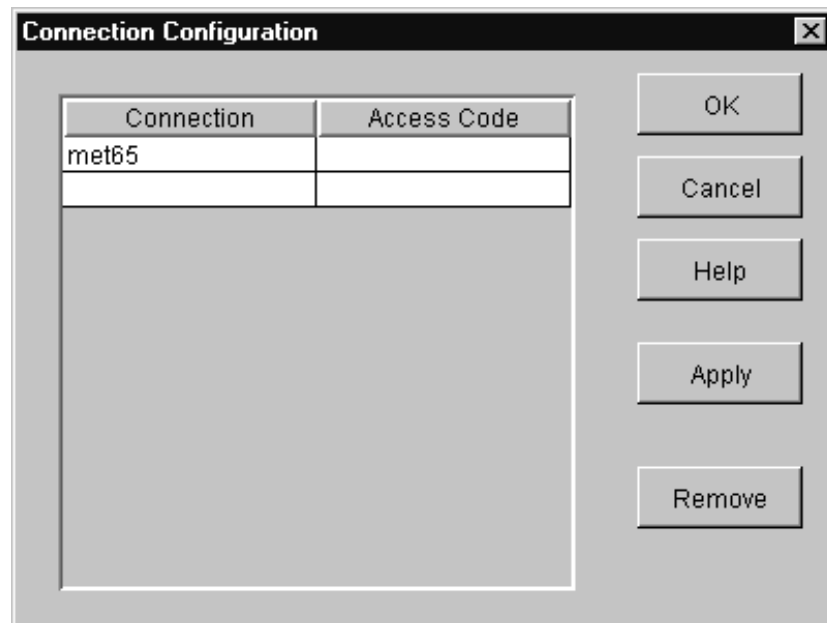 Connection Configuration
Connection Access Code
met65
OK
Cancel
Help
Apply
Remove